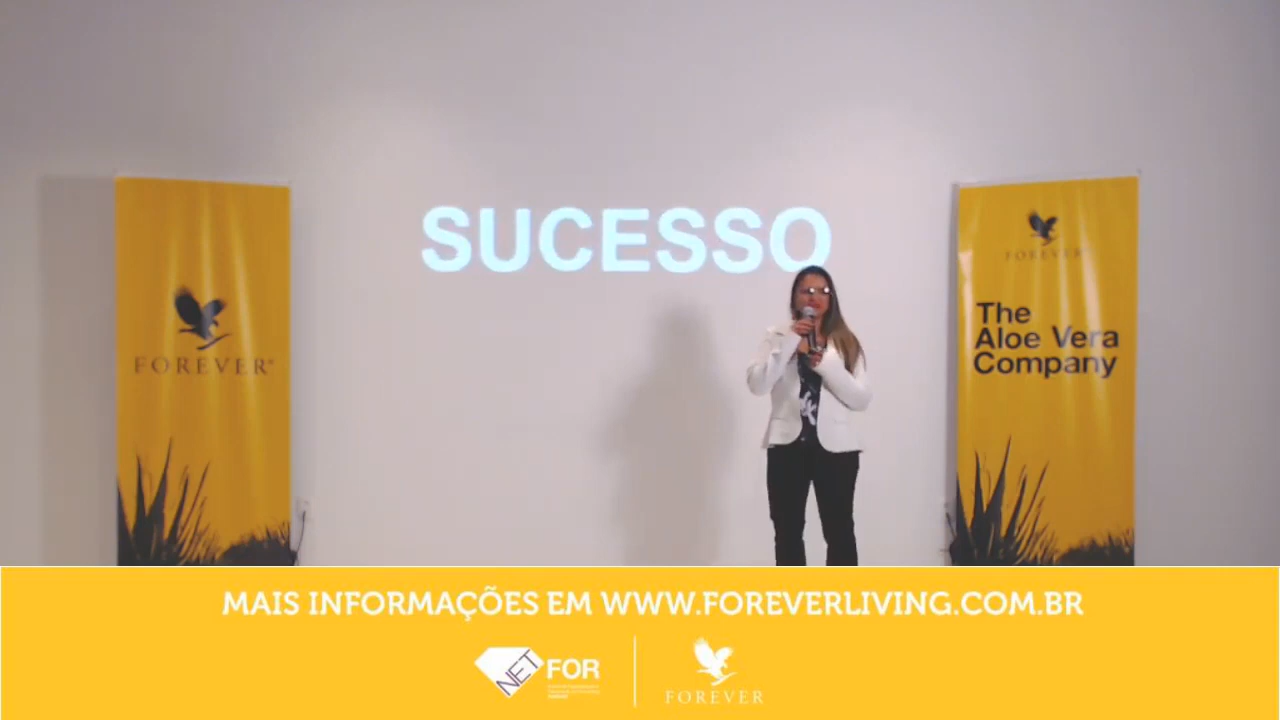 SUCESSO
FOREVER®
FOREVER
The
Aloe Vera
Company
MAIS INFORMAÇÕES EM WWW.FOREVERLIVING.COM.BR
NET FOR
FOREVER